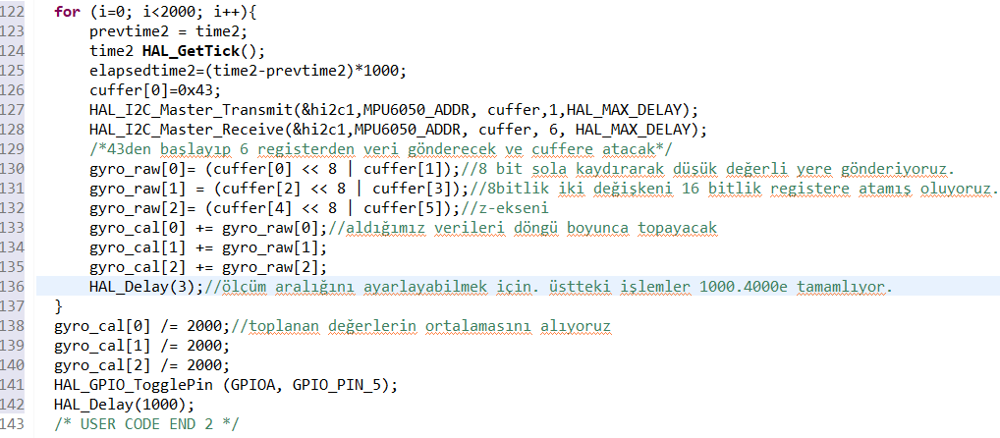 122 for (i=0; i<2000; i++){
123 prevtime2 = time2;
124 time2 HAL_GetTick();
125 elapsedtime2=(time2-prevtime2)*1000;
126 cuffer[0]=0x43;
127 HAL_I2C_Master_Transmit(&hi2c1,MPU6050_ADDR, cuffer,1,HAL_MAX_DELAY);
128 HAL_I2C_Master_Receive(&hi2c1,MPU6050_ADDR, cuffer, 6, HAL_MAX_DELAY);
129 /*43den başlayıp 6 registerden veri gönderecek ve cuffere atacak*/
130 gyro_raw[0]= (cuffer[0] << 8 | cuffer[1]);//8 bit sola kaydırarak düşük değerli yere gönderiyoruz.
131 gyro_raw[1] = (cuffer[2] << 8 | cuffer[3]);//8bitlik iki değişkeni 16 bitlik registere atamış oluyoruz.
132 gyro_raw[2]= (cuffer[4] << 8 | cuffer[5]);//z-ekseni
133 gyro_cal[0] += gyro_raw[0];//aldığımız verileri döngü boyunca topayacak
134 gyro_cal[1] += gyro_raw[1];
135 gyro_cal[2] += gyro_raw[2];
136 HAL_Delay(3);//ölçüm aralığını ayarlayabilmek için. üstteki işlemler 1000.4000e tamamlıyor.
137 }
138 gyro_cal[0] /= 2000;//toplanan değerlerin ortalamasını alıyoruz
139 gyro_cal[1] /= 2000;
140 gyro_cal[2] /= 2000;
141 HAL_GPIO_TogglePin (GPIOA, GPIO_PIN_5);
142 HAL_Delay(1000);
143 /* USER CODE END 2 */